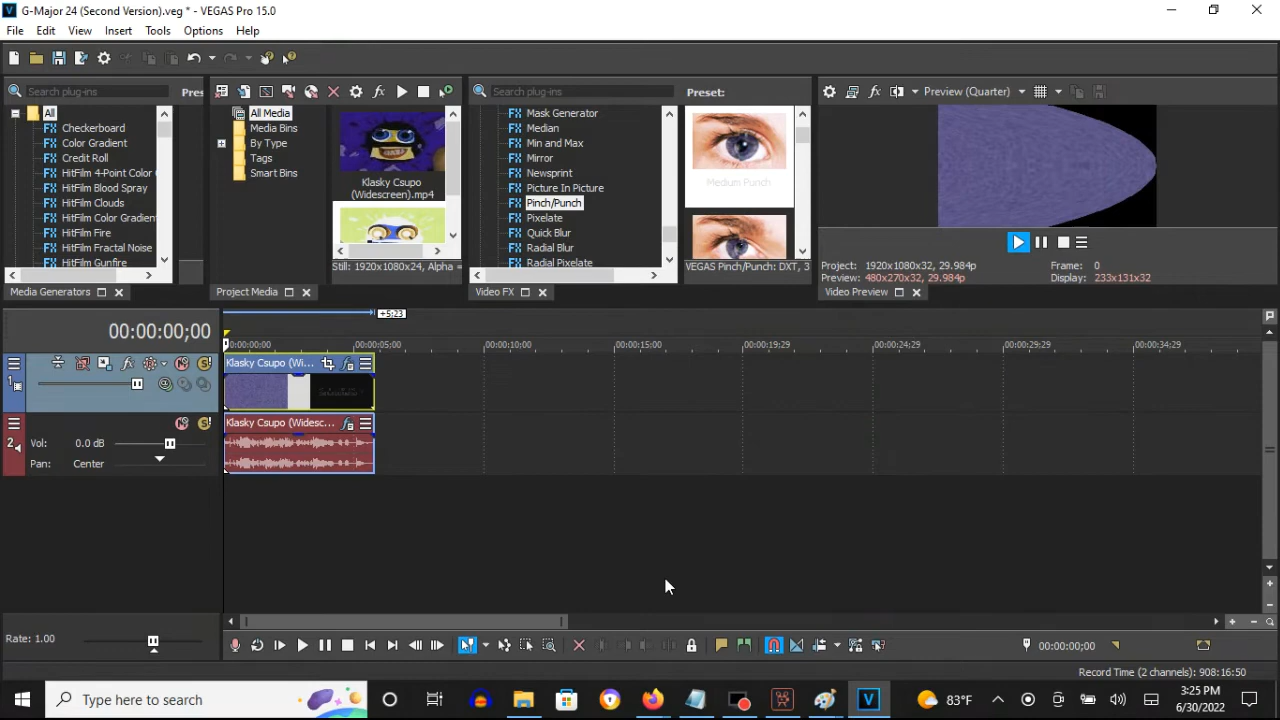 G-Major 24 (Second Version).veg * - VEGAS Pro 15.0
File Edit View Insert Tools Options Help
Search plug-ins
Pres
All
Checkerboard
Color Gradient
Credit Roll
HitFilm 4-Point Color
HitFilm Blood Spray
HitFilm Clouds
HitFilm Color Gradient
HitFilm Fire
HitFilm Fractal Noise
HitFilm Gunfire
Media Generators
All Media
Media Bins
By Type
Tags
Smart Bins
Klasky Csupo
(Widescreen).mp4
Still: 1920x1080x24, Alpha =
Project Media
Search plug-ins
Preset:
Mask Generator
Median
Min and Max
Mirror
Newsprint
Picture In Picture
Pinch/Punch
Pixelate
Quick Blur
Radial Blur
Radial Pixelate
Medium Punch
VEGAS Pinch/Punch: DXT, 3
Video FX
Preview (Quarter)
Project: 1920x1080x32, 29.984p
Frame: 0
Preview: 480x270x32, 29.984p
Display: 233x131x32
Video Preview
+5;23
00:00:00;00
00:00:00;00 00:00:05;00 00:00:10;00 00:00:15;00 00:00:19;29 00:00:24;29 00:00:29;29 00:00:34;29
1
Klasky Csupo (Wi...
2
Klasky Csupo (Widesc...
Vol: 0.0 dB
Pan: Center
Rate: 1.00
00:00:00;00
Record Time (2 channels): 908:16:50
Type here to search
83°F
3:25 PM
6/30/2022